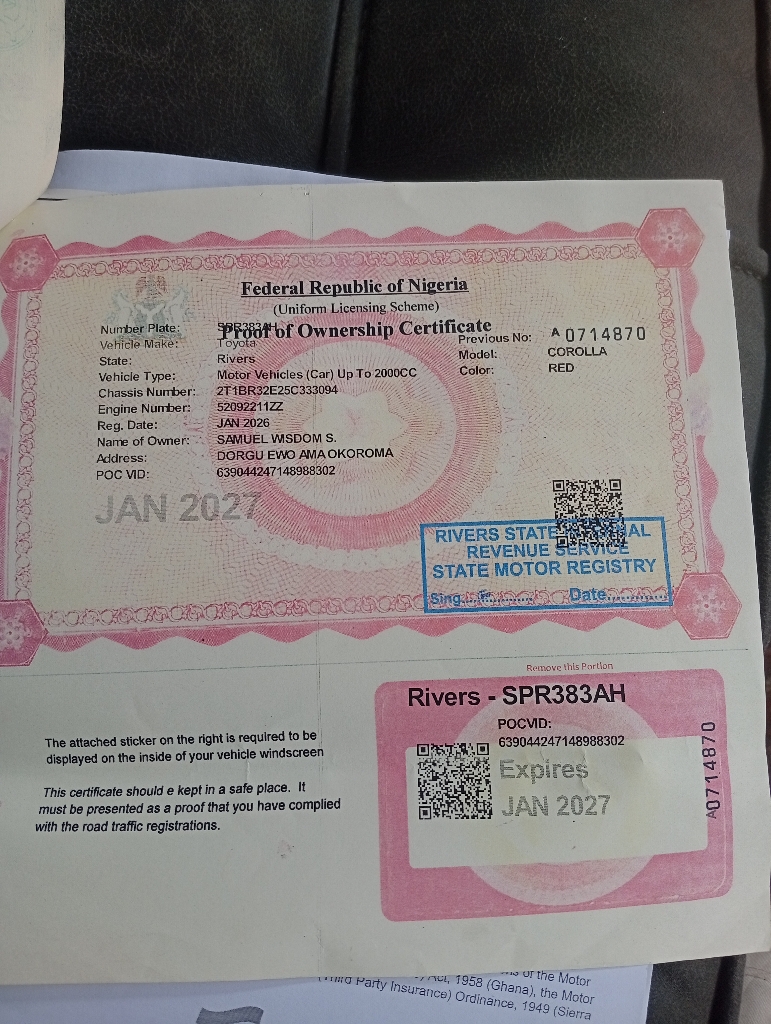 Federal Republic of Nigeria
(Uniform Licensing Scheme)
Proof of Ownership Certificate
Number Plate: SPR383AH
Vehicle Make: Toyota
State: Rivers
Vehicle Type: Motor Vehicles (Car) Up To 2000CC
Chassis Number: 2T1BR32E25C333094
Engine Number: 52092211ZZ
Reg. Date: JAN 2026
Name of Owner: SAMUEL WISDOM S.
Address: DORGU EWO AMA OKOROMA
POC VID: 639044247148988302
Previous No: A0714870
Model: COROLLA
Color: RED
JAN 2027
RIVERS STATE
REVENUE SERVICE
STATE MOTOR REGISTRY
Sing............. Date.............
Remove this Portion
Rivers - SPR383AH
POCVID:
639044247148988302
Expires
JAN 2027
A0714870
The attached sticker on the right is required to be
displayed on the inside of your vehicle windscreen
This certificate should e kept in a safe place. It
must be presented as a proof that you have complied
with the road traffic registrations.
of the Motor
Act, 1958 (Ghana), the Motor
Party Insurance) Ordinance, 1949 (Sierra